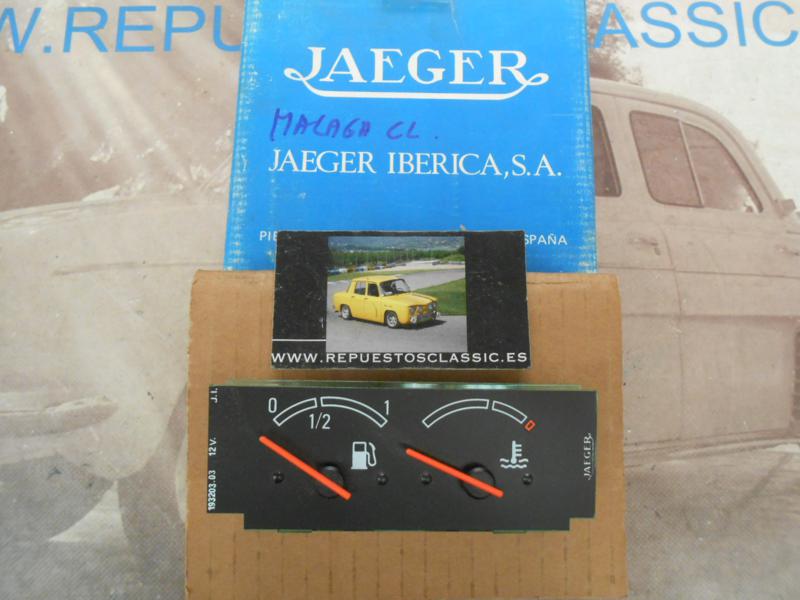 W.REPU ASSIC
JAEGER
MALAGA CL.
JAEGER IBERICA, S.A.
PIE ESPAÑA
WWW.REPUESTOSCLASSIC.ES
0 1/2 1
J.I.
12 V.
193203.03
JAEGER